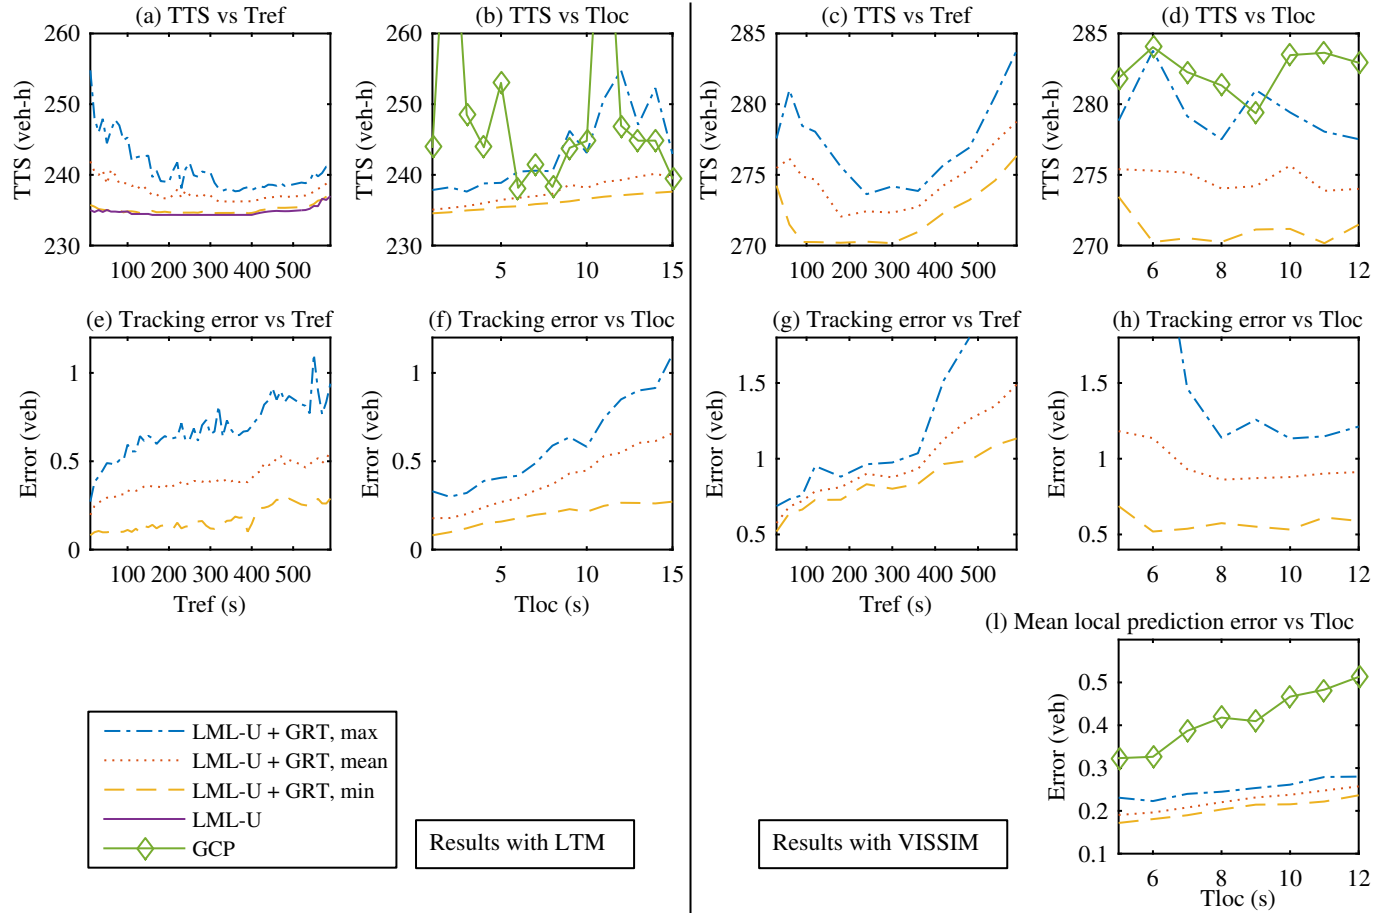 (a) TTS vs Tref
TTS (veh-h)
260
250
240
230
100 200 300 400 500
(b) TTS vs Tloc
TTS (veh-h)
260
250
240
230
5 10 15
(c) TTS vs Tref
TTS (veh-h)
285
280
275
270
100 200 300 400 500
(d) TTS vs Tloc
TTS (veh-h)
285
280
275
270
6 8 10 12
(e) Tracking error vs Tref
Error (veh)
1
0.5
0
100 200 300 400 500
Tref (s)
(f) Tracking error vs Tloc
Error (veh)
1
0.5
0
5 10 15
Tloc (s)
(g) Tracking error vs Tref
Error (veh)
1.5
1
0.5
100 200 300 400 500
Tref (s)
(h) Tracking error vs Tloc
Error (veh)
1.5
1
0.5
6 8 10 12
(l) Mean local prediction error vs Tloc
Error (veh)
0.5
0.4
0.3
0.2
0.1
6 8 10 12
Tloc (s)
LML-U + GRT, max
LML-U + GRT, mean
LML-U + GRT, min
LML-U
GCP
Results with LTM
Results with VISSIM